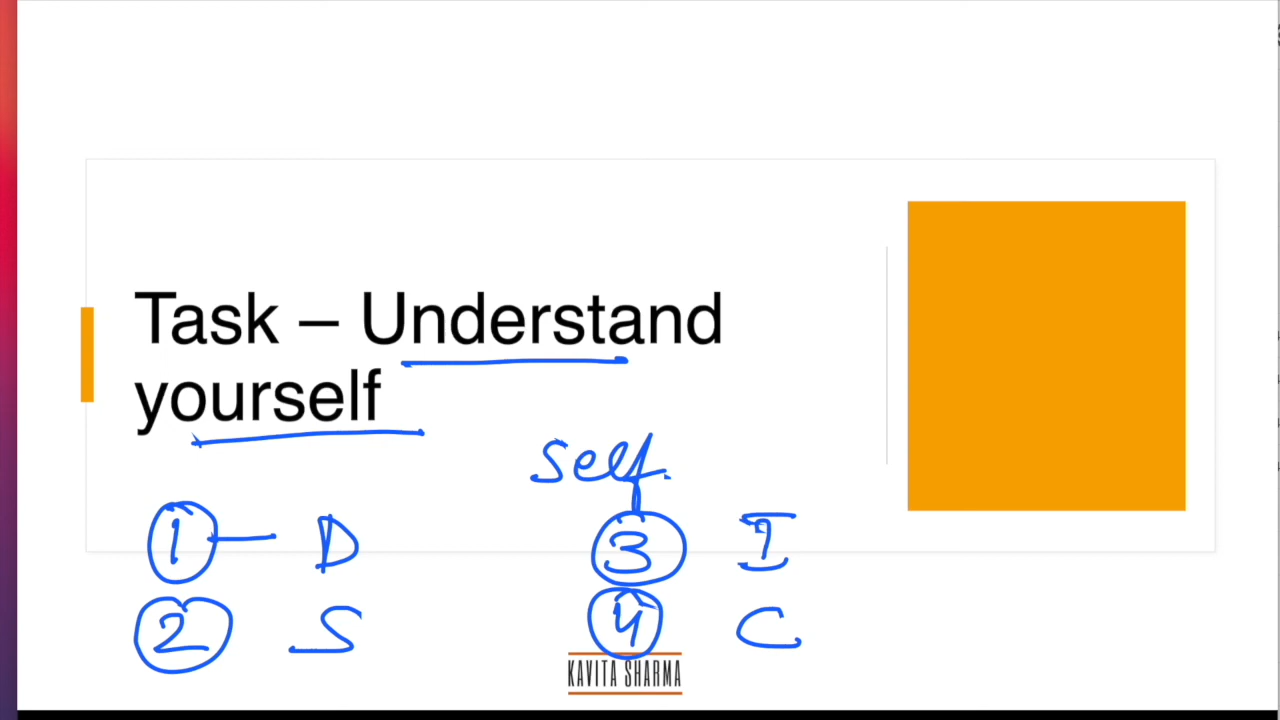 Task – Understand
yourself
Self.
1 — D
3 I
2 S
4 C
KAVITA SHARMA